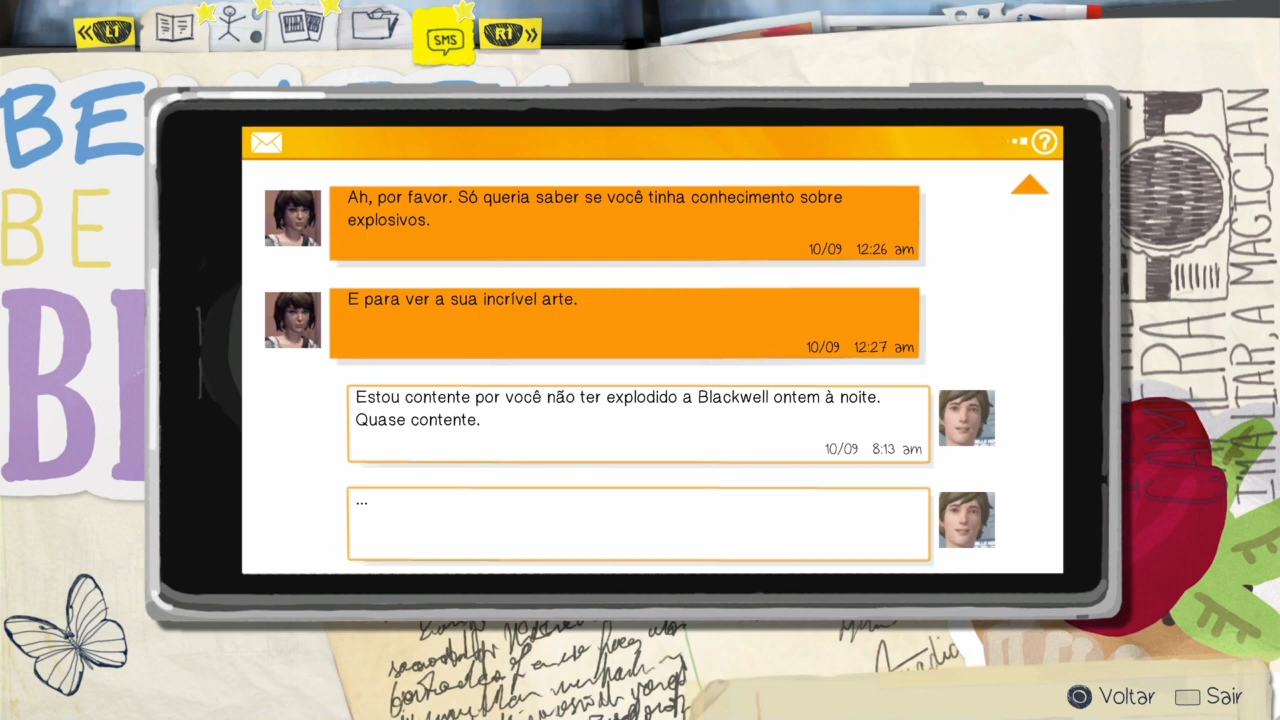 LT
SMS
R1
BE
BE
Ah, por favor. Só queria saber se você tinha conhecimento sobre
explosivos.
10/09 12:26 am
E para ver a sua incrível arte.
10/09 12:27 am
Estou contente por você não ter explodido a Blackwell ontem à noite.
Quase contente.
10/09 8:13 am
...
CAMERA
LIAR, A MAGICIAN
Voltar
Sair